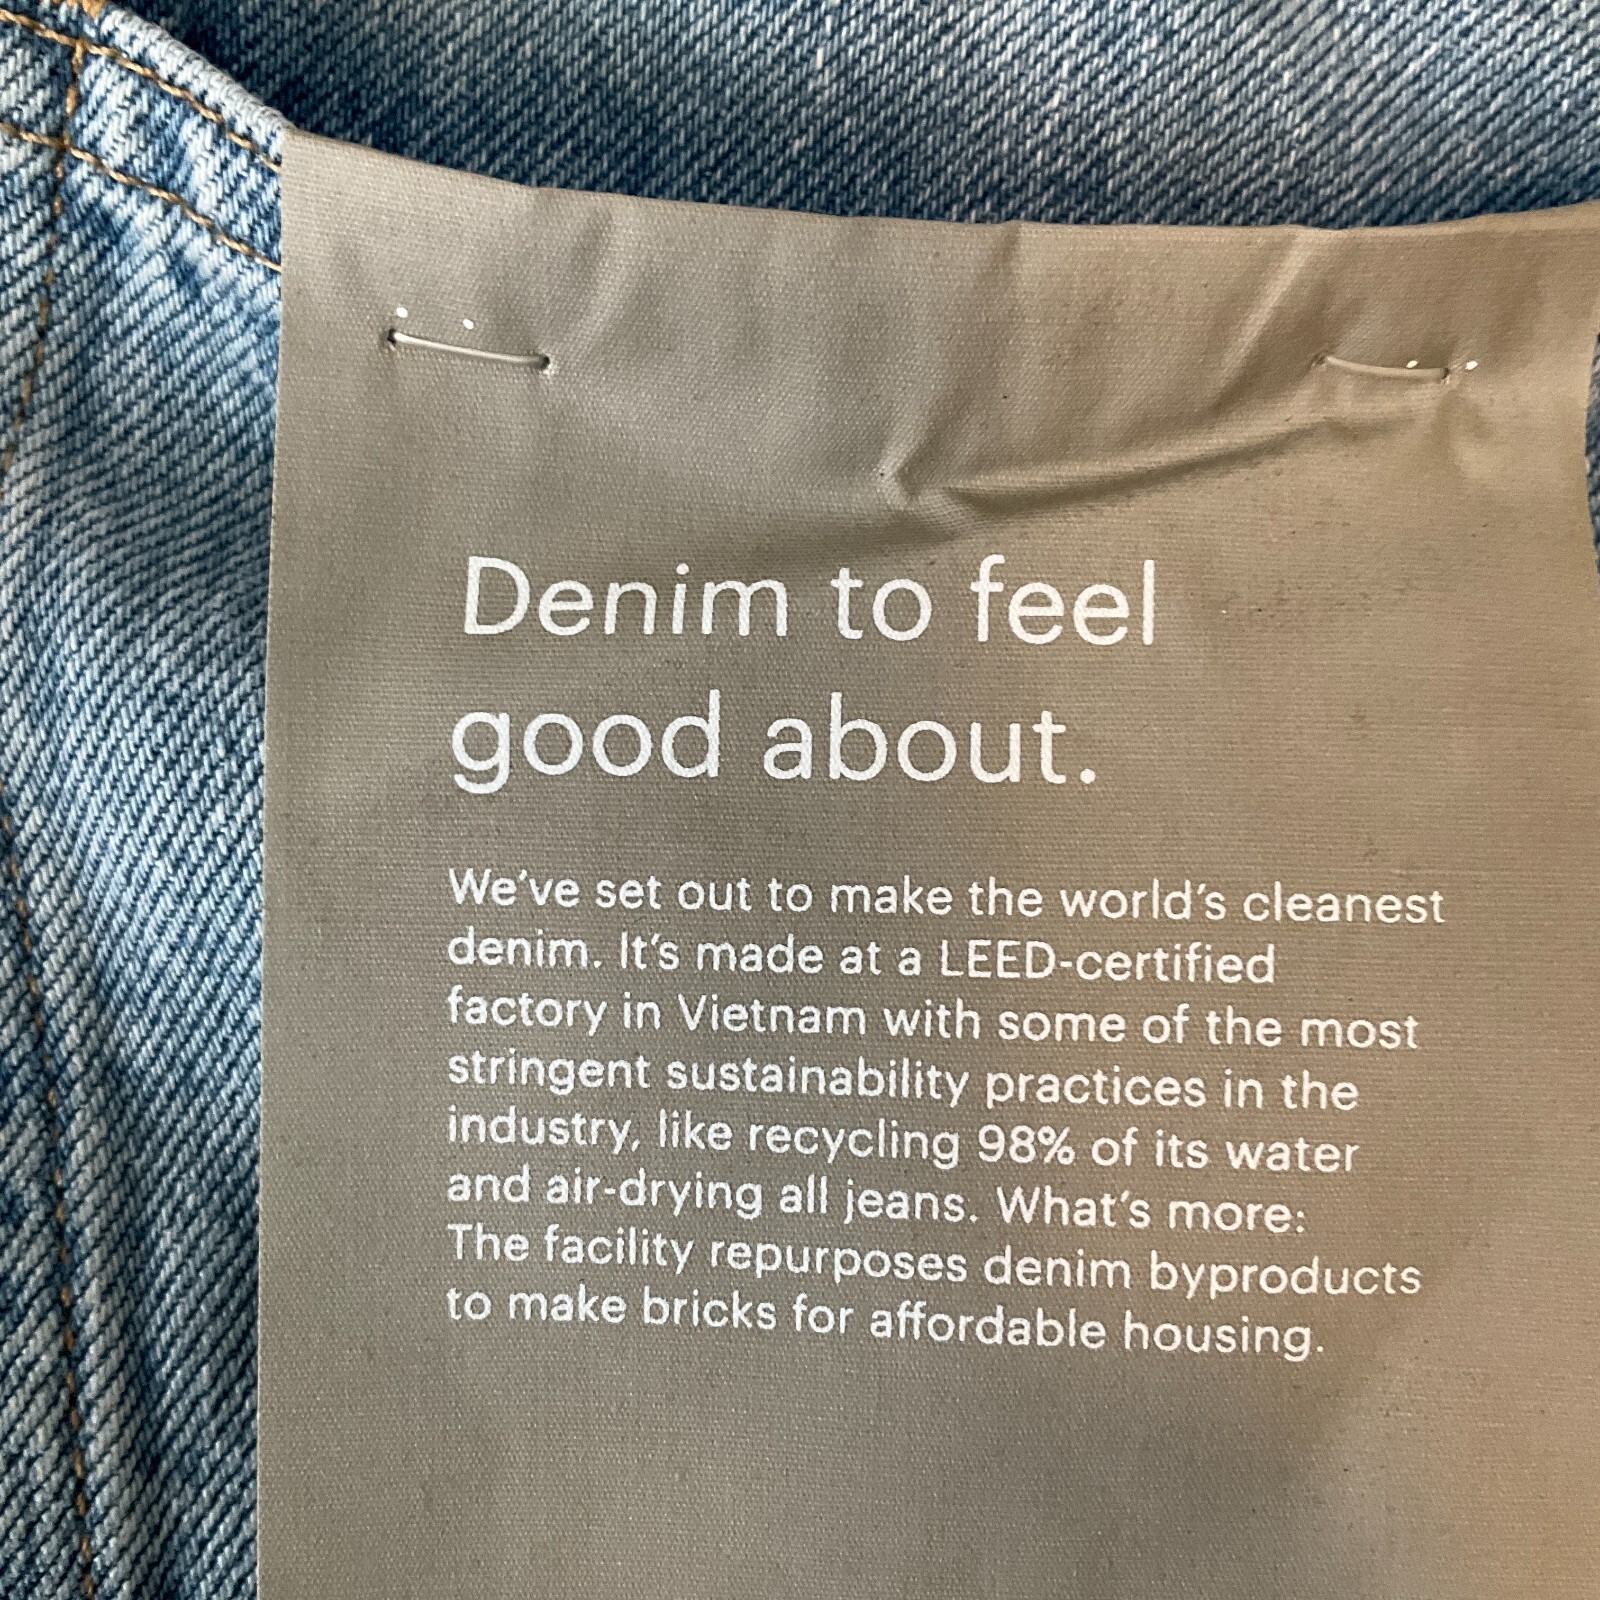 Denim to feel
good about.
We've set out to make the world's cleanest
denim. It's made at a LEED-certified
factory in Vietnam with some of the most
stringent sustainability practices in the
industry, like recycling 98% of its water
and air-drying all jeans. What's more:
The facility repurposes denim byproducts
to make bricks for affordable housing.